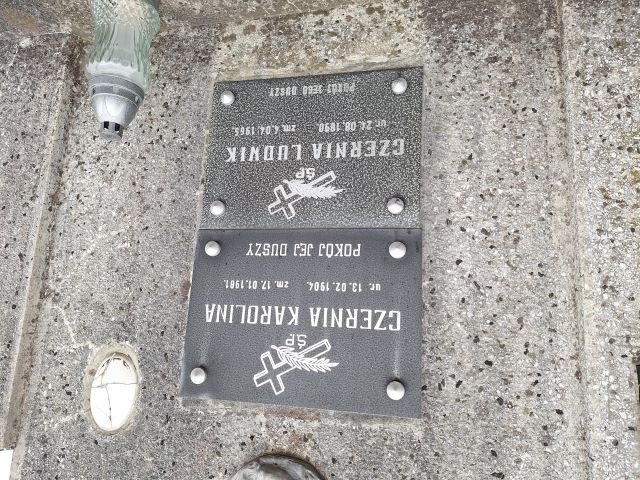 ŚP
CZERNIA KAROLINA
ur. 13.02.1904. zm. 17.01.1981.
POKÓJ JEJ DUSZY
ŚP
CZERNIA LUDWIK
ur. 24.08.1890. zm. 4.04.1965.
POKÓJ JEGO DUSZY